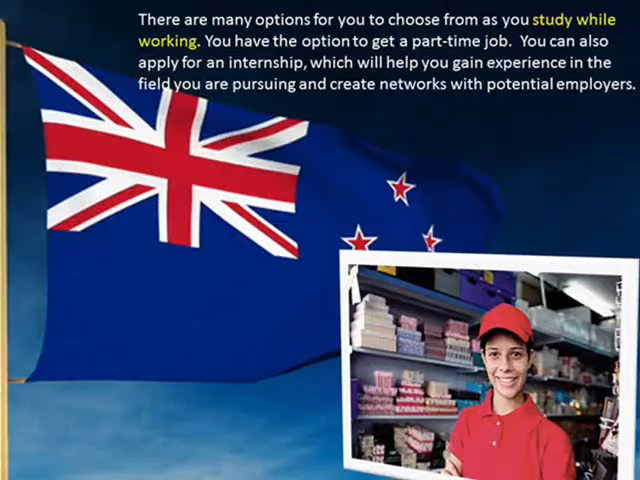 There are many options for you to choose from as you study while
working. You have the option to get a part-time job. You can also
apply for an internship, which will help you gain experience in the
field you are pursuing and create networks with potential employers.